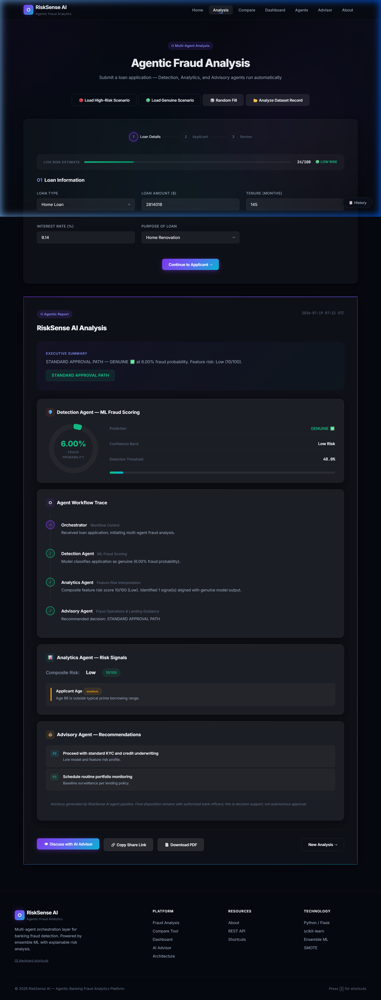 RiskSense AI
Agentic Fraud Analytics
Home Analysis Compare Dashboard Agents Advisor About
Multi-Agent Analysis
Agentic Fraud Analysis
Submit a loan application — Detection, Analytics, and Advisory agents run automatically
🔴 Load High-Risk Scenario 🟢 Load Genuine Scenario 🎲 Random Fill 📂 Analyze Dataset Record
1 Loan Details 2 Applicant 3 Review
LIVE RISK ESTIMATE 24/100 🟢 LOW RISK
01 Loan Information
LOAN TYPE LOAN AMOUNT ($) TENURE (MONTHS)
Home Loan 2814018 145
📋 History
INTEREST RATE (%) PURPOSE OF LOAN
9.14 Home Renovation
Continue to Applicant →
Agentic Report 2026-07-19 07:22 UTC
RiskSense AI Analysis
EXECUTIVE SUMMARY
STANDARD APPROVAL PATH — GENUINE ✅ at 6.00% fraud probability. Feature risk: Low (10/100).
STANDARD APPROVAL PATH
Detection Agent — ML Fraud Scoring
6.00%
FRAUD
PROBABILITY
Prediction GENUINE ✅
Confidence Band Low Risk
Detection Threshold 40.0%
Agent Workflow Trace
→ Orchestrator Workflow Control
Received loan application; initiating multi-agent fraud analysis.
✓ Detection Agent ML Fraud Scoring
Model classifies application as genuine (6.00% fraud probability).
✓ Analytics Agent Feature Risk Interpretation
Composite feature risk score 10/100 (Low). Identified 1 signal(s) aligned with genuine model output.
✓ Advisory Agent Fraud Operations & Lending Guidance
Recommended decision: STANDARD APPROVAL PATH
Analytics Agent — Risk Signals
Composite Risk: Low 10/100
Applicant Age medium
Age 66 is outside typical prime borrowing range.
Advisory Agent — Recommendations
P2 Proceed with standard KYC and credit underwriting
Low model and feature risk profile.
P3 Schedule routine portfolio monitoring
Baseline surveillance per lending policy.
Advisory generated by RiskSense AI agent pipeline. Final disposition remains with authorized bank officers; this is decision support, not autonomous approval.
💬 Discuss with AI Advisor 🔗 Copy Share Link 📄 Download PDF New Analysis →
RiskSense AI
Agentic Fraud Analytics
Multi-agent orchestration layer for
banking fraud detection. Powered by
ensemble ML with explainable risk
analysis.
⌨ Keyboard shortcuts
PLATFORM
Fraud Analysis
Compare Tool
Dashboard
AI Advisor
Architecture
RESOURCES
About
REST API
Shortcuts
TECHNOLOGY
Python / Flask
scikit-learn
Ensemble ML
SMOTE
© 2026 RiskSense AI — Agentic Banking Fraud Analytics Platform
Press ? for shortcuts